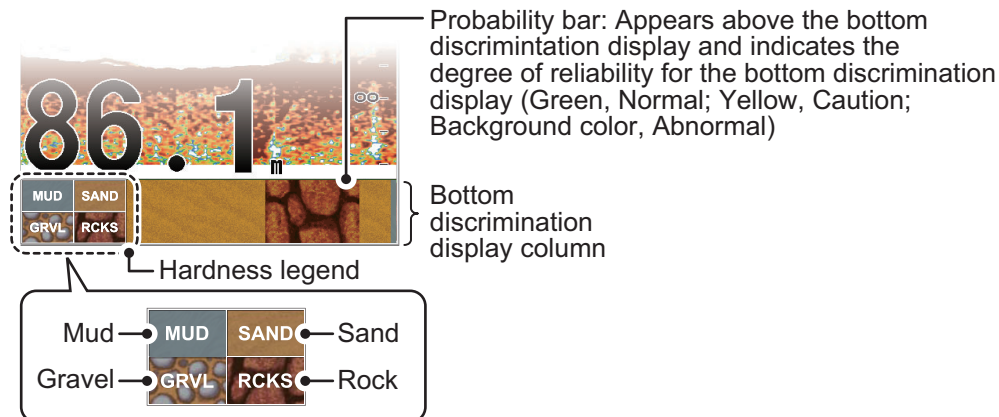 Probability bar: Appears above the bottom
discrimintation display and indicates the
degree of reliability for the bottom discrimination
display (Green, Normal; Yellow, Caution;
Background color, Abnormal)
86.1m
MUD SAND
GRVL RCKS
Bottom
discrimination
display column
Hardness legend
Mud MUD SAND Sand
Gravel GRVL RCKS Rock